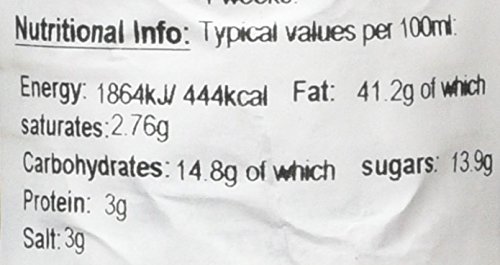 Nutritional Info: Typical values per 100ml:
Energy: 1864kJ/ 444kcal Fat: 41.2g of which
saturates:2.76g
Carbohydrates: 14.8g of which sugars: 13.9g
Protein: 3g
Salt: 3g